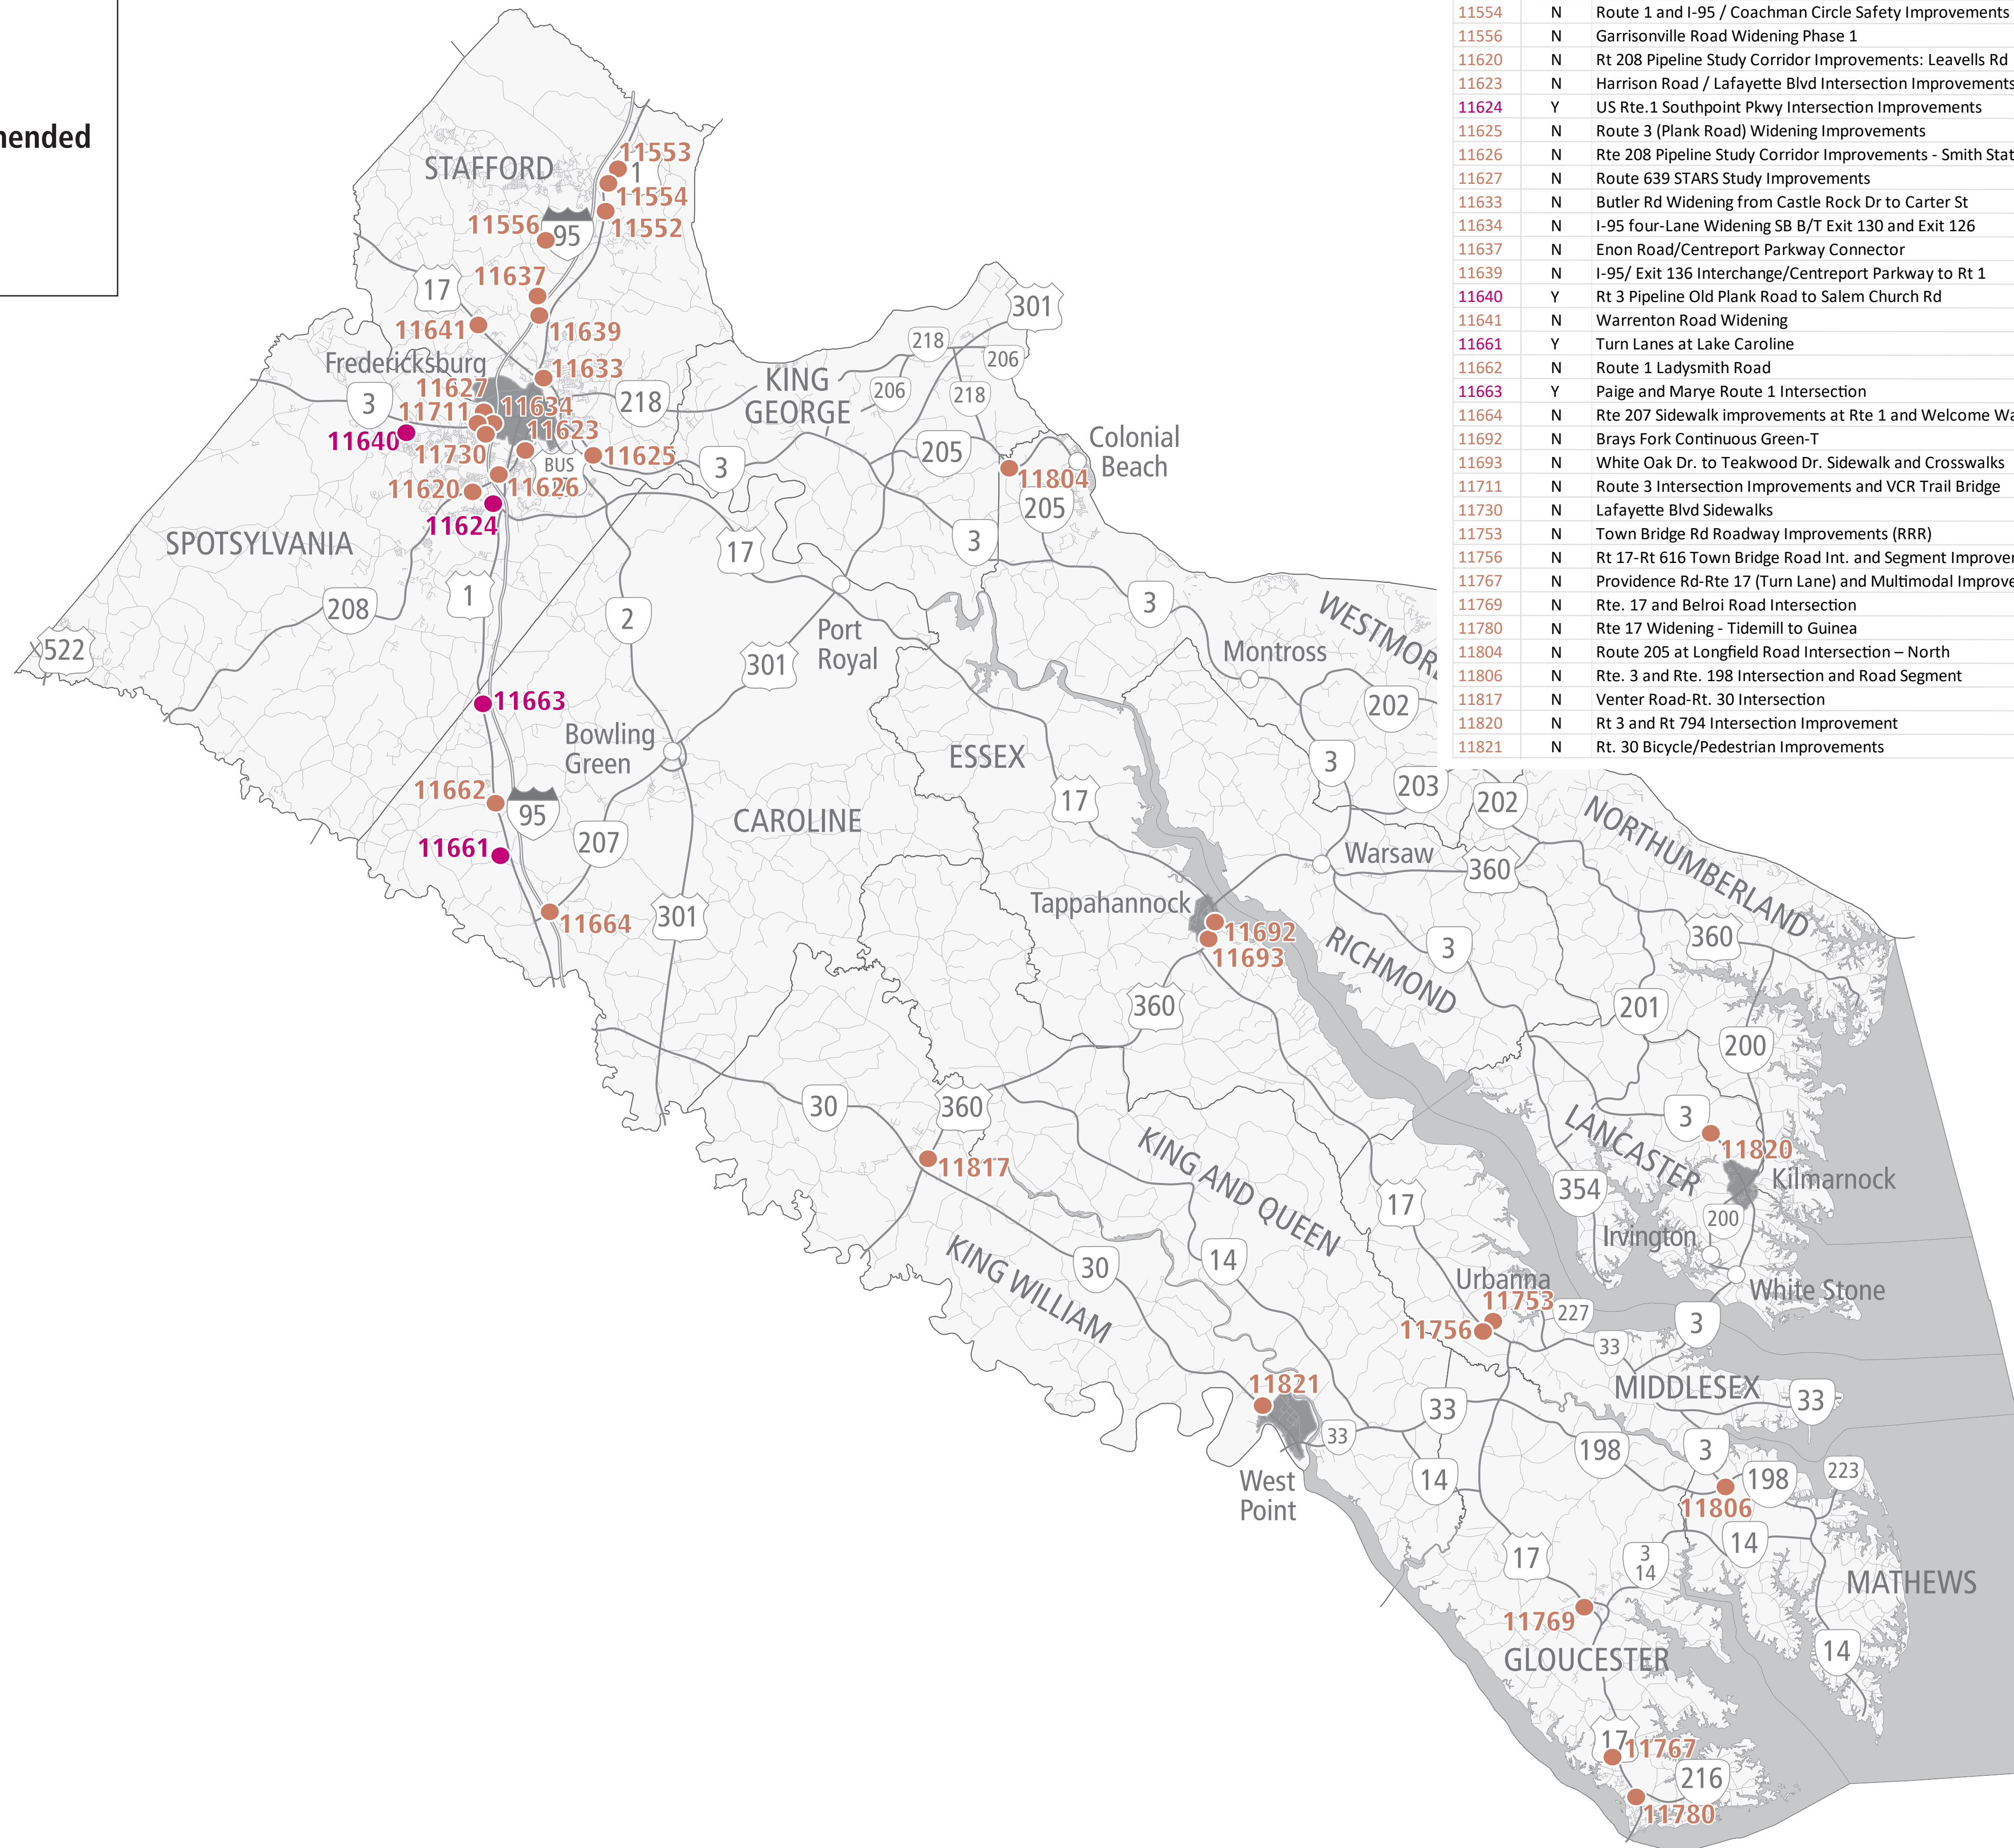 11554 N Route 1 and I-95 / Coachman Circle Safety Improvements
11556 N Garrisonville Road Widening Phase 1
11620 N Rt 208 Pipeline Study Corridor Improvements: Leavells Rd
11623 N Harrison Road / Lafayette Blvd Intersection Improvements
11624 Y US Rte.1 Southpoint Pkwy Intersection Improvements
11625 N Route 3 (Plank Road) Widening Improvements
11626 N Rte 208 Pipeline Study Corridor Improvements - Smith Stat
11627 N Route 639 STARS Study Improvements
11633 N Butler Rd Widening from Castle Rock Dr to Carter St
11634 N I-95 four-Lane Widening SB B/T Exit 130 and Exit 126
11637 N Enon Road/Centreport Parkway Connector
11639 N I-95/ Exit 136 Interchange/Centreport Parkway to Rt 1
11640 Y Rt 3 Pipeline Old Plank Road to Salem Church Rd
11641 N Warrenton Road Widening
11661 Y Turn Lanes at Lake Caroline
11662 N Route 1 Ladysmith Road
11663 Y Paige and Marye Route 1 Intersection
11664 N Rte 207 Sidewalk improvements at Rte 1 and Welcome Wa
11692 N Brays Fork Continuous Green-T
11693 N White Oak Dr. to Teakwood Dr. Sidewalk and Crosswalks
11711 N Route 3 Intersection Improvements and VCR Trail Bridge
11730 N Lafayette Blvd Sidewalks
11753 N Town Bridge Rd Roadway Improvements (RRR)
11756 N Rt 17-Rt 616 Town Bridge Road Int. and Segment Improve
11767 N Providence Rd-Rte 17 (Turn Lane) and Multimodal Improve
11769 N Rte. 17 and Belroi Road Intersection
11780 N Rte 17 Widening - Tidemill to Guinea
11804 N Route 205 at Longfield Road Intersection – North
11806 N Rte. 3 and Rte. 198 Intersection and Road Segment
11817 N Venter Road-Rt. 30 Intersection
11820 N Rt 3 and Rt 794 Intersection Improvement
11821 N Rt. 30 Bicycle/Pedestrian Improvements
nended
STAFFORD
11553
1
11554
11552
11556
95
11637
17
11641
11639
301
218
206
Fredericksburg
11633
KING
GEORGE
206
218
11627
3
11711
11634
218
11640
11623
11730
BUS
11625
3
205
Colonial
Beach
11804
205
11620
11626
11624
SPOTSYLVANIA
17
3
1
208
2
3
522
Port
Royal
301
WESTMOR
Montross
202
11663
Bowling
Green
ESSEX
3
203
202
17
11662
95
CAROLINE
207
11661
NORTHUMBERLAND
Warsaw
360
Tappahannock
11692
11693
11664
301
RICHMOND
3
360
360
201
200
30
360
LANCASTER
3
11820
Kilmarnock
11817
KING AND QUEEN
17
354
200
Irvington
KING WILLIAM
30
14
Urbanna
11753
11756
227
White Stone
3
33
11821
MIDDLESEX
33
33
33
West
Point
14
198
3
198
223
11806
14
17
3
14
MATHEWS
11769
GLOUCESTER
14
17
11767
216
11780